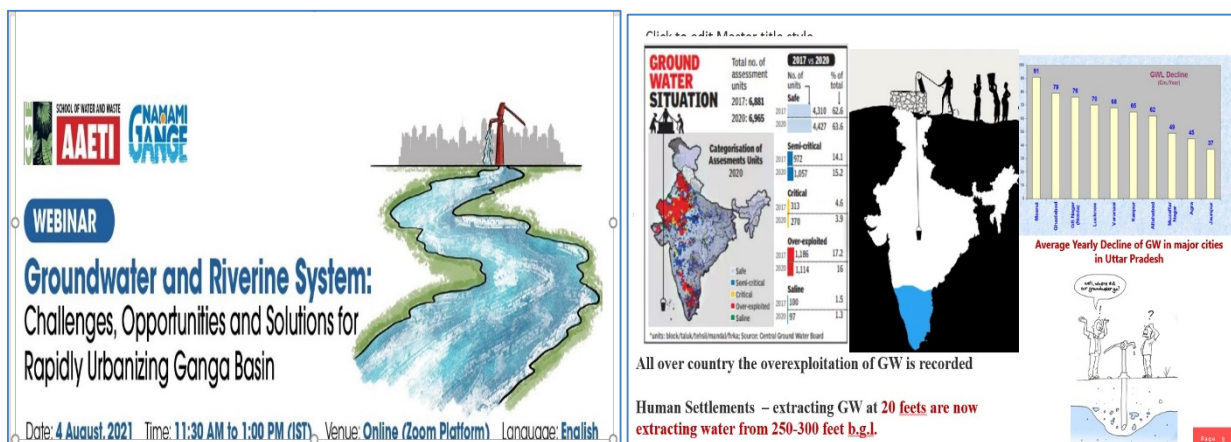 CSE
SCHOOL OF WATER AND WASTE
AAETI
NAMAMI
GANGE
WEBINAR
Groundwater and Riverine System:
Challenges, Opportunities and Solutions for
Rapidly Urbanizing Ganga Basin
Date: 4 August, 2021 Time: 11:30 AM to 1:00 PM (IST) Venue: Online (Zoom Platform) Language: English
Click to edit Master title style
GROUND
WATER
SITUATION
Total no. of
assessment
units
2017: 6,881
2020: 6,965
2017 vs 2020
No. of units
% of total
Safe
4,310 62.6
4,427 63.6
Semi-critical
2017 972 14.1
2020 1,057 15.2
Critical
2017 313 4.6
2020 270 3.9
Over-exploited
2017 1,186 17.2
2020 1,114 16
Saline
2017 100 1.5
2020 97 1.3
Categorisation of
Assesments Units
2020
Safe
Semi-critical
Critical
Over-exploited
Saline
*units: block/taluk/tehsil/mandal/firka; Source: Central Ground Water Board
GWL Decline
(Cm./Year)
91
79
76
70
68
65
62
49
45
37
Ghaziabad
Lucknow
Varanasi
Kanpur
Allahabad
Agra
Jaunpur
Average Yearly Decline of GW in major cities
in Uttar Pradesh
?
All over country the overexploitation of GW is recorded
Human Settlements – extracting GW at 20 feets are now
extracting water from 250-300 feet b.g.l.